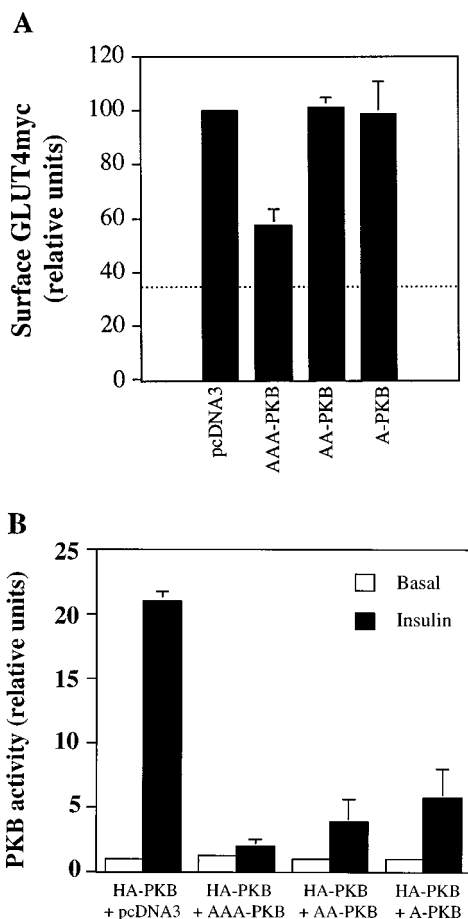 A
Surface GLUT4myc
(relative units)
120
100
80
60
40
20
0
pcDNA3
AAA-PKB
AA-PKB
A-PKB
B
PKB activity (relative units)
25
20
15
10
5
0
Basal
Insulin
HA-PKB
+ pcDNA3
HA-PKB
+ AAA-PKB
HA-PKB
+ AA-PKB
HA-PKB
+ A-PKB